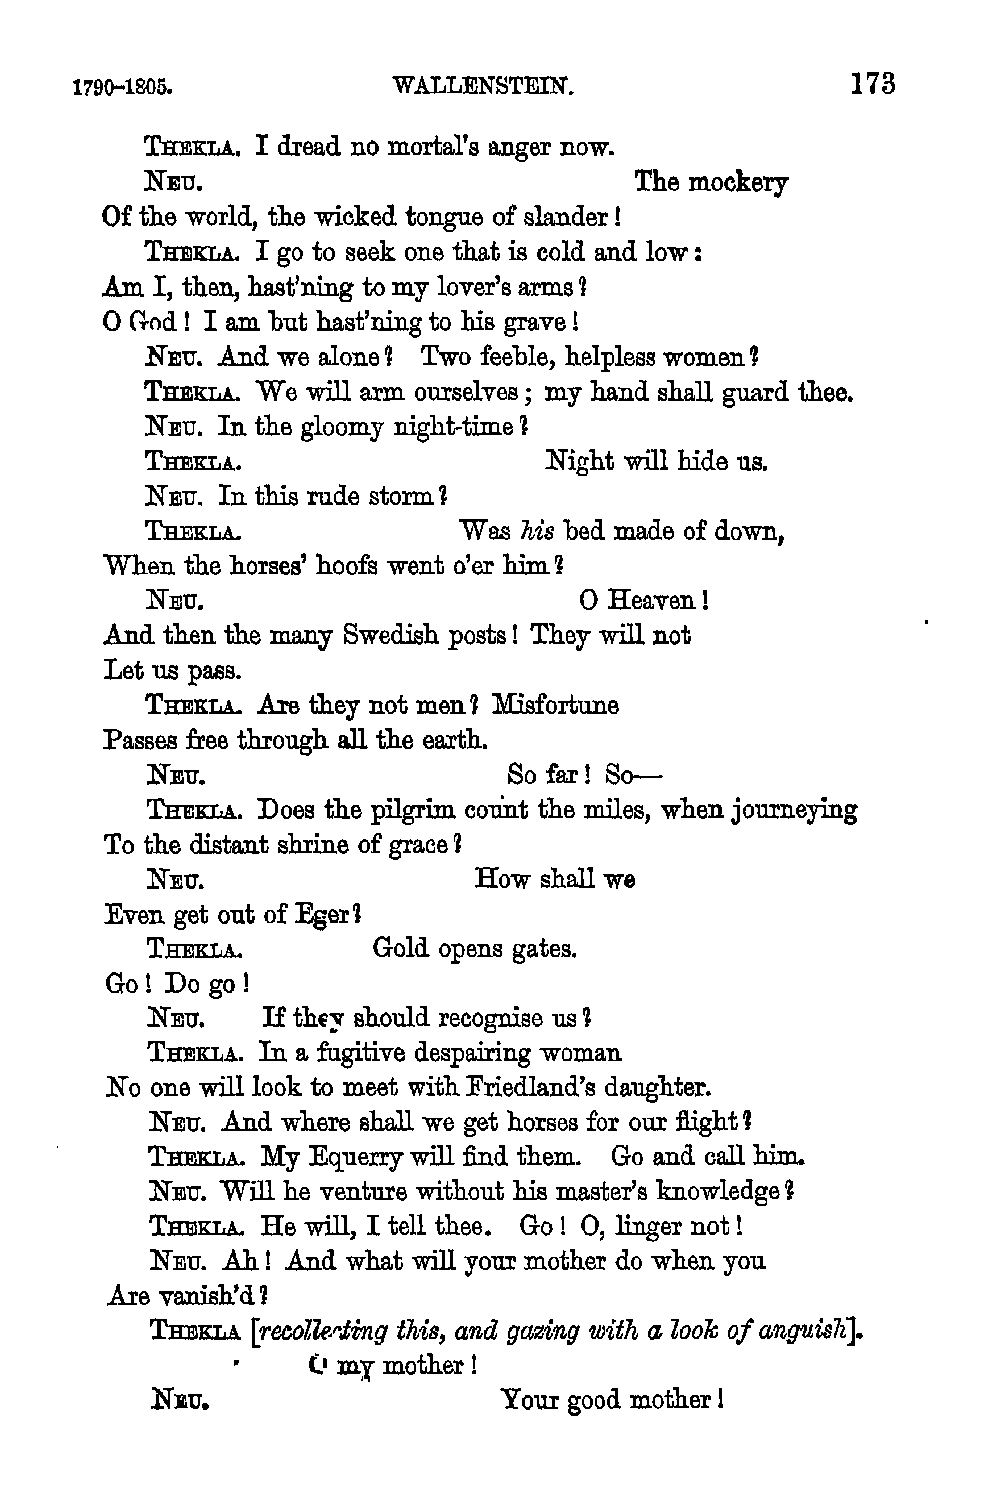 1790-1805. WALLENSTEIN. 173
THEKLA. I dread no mortal's anger now.
NEU. The mockery
Of the world, the wicked tongue of slander!
THEKLA. I go to seek one that is cold and low:
Am I, then, hast'ning to my lover's arms?
O God! I am but hast'ning to his grave!
NEU. And we alone? Two feeble, helpless women?
THEKLA. We will arm ourselves; my hand shall guard thee.
NEU. In the gloomy night-time?
THEKLA. Night will hide us.
NEU. In this rude storm?
THEKLA. Was his bed made of down,
When the horses' hoofs went o'er him?
NEU. O Heaven!
And then the many Swedish posts! They will not
Let us pass.
THEKLA. Are they not men? Misfortune
Passes free through all the earth.
NEU. So far! So—
THEKLA. Does the pilgrim count the miles, when journeying
To the distant shrine of grace?
NEU. How shall we
Even get out of Eger?
THEKLA. Gold opens gates.
Go! Do go!
NEU. If they should recognise us?
THEKLA. In a fugitive despairing woman
No one will look to meet with Friedland's daughter.
NEU. And where shall we get horses for our flight?
THEKLA. My Equerry will find them. Go and call him.
NEU. Will he venture without his master's knowledge?
THEKLA. He will, I tell thee. Go! O, linger not!
NEU. Ah! And what will your mother do when you
Are vanish'd?
THEKLA [recollecting this, and gazing with a look of anguish].
O my mother!
NEU. Your good mother!